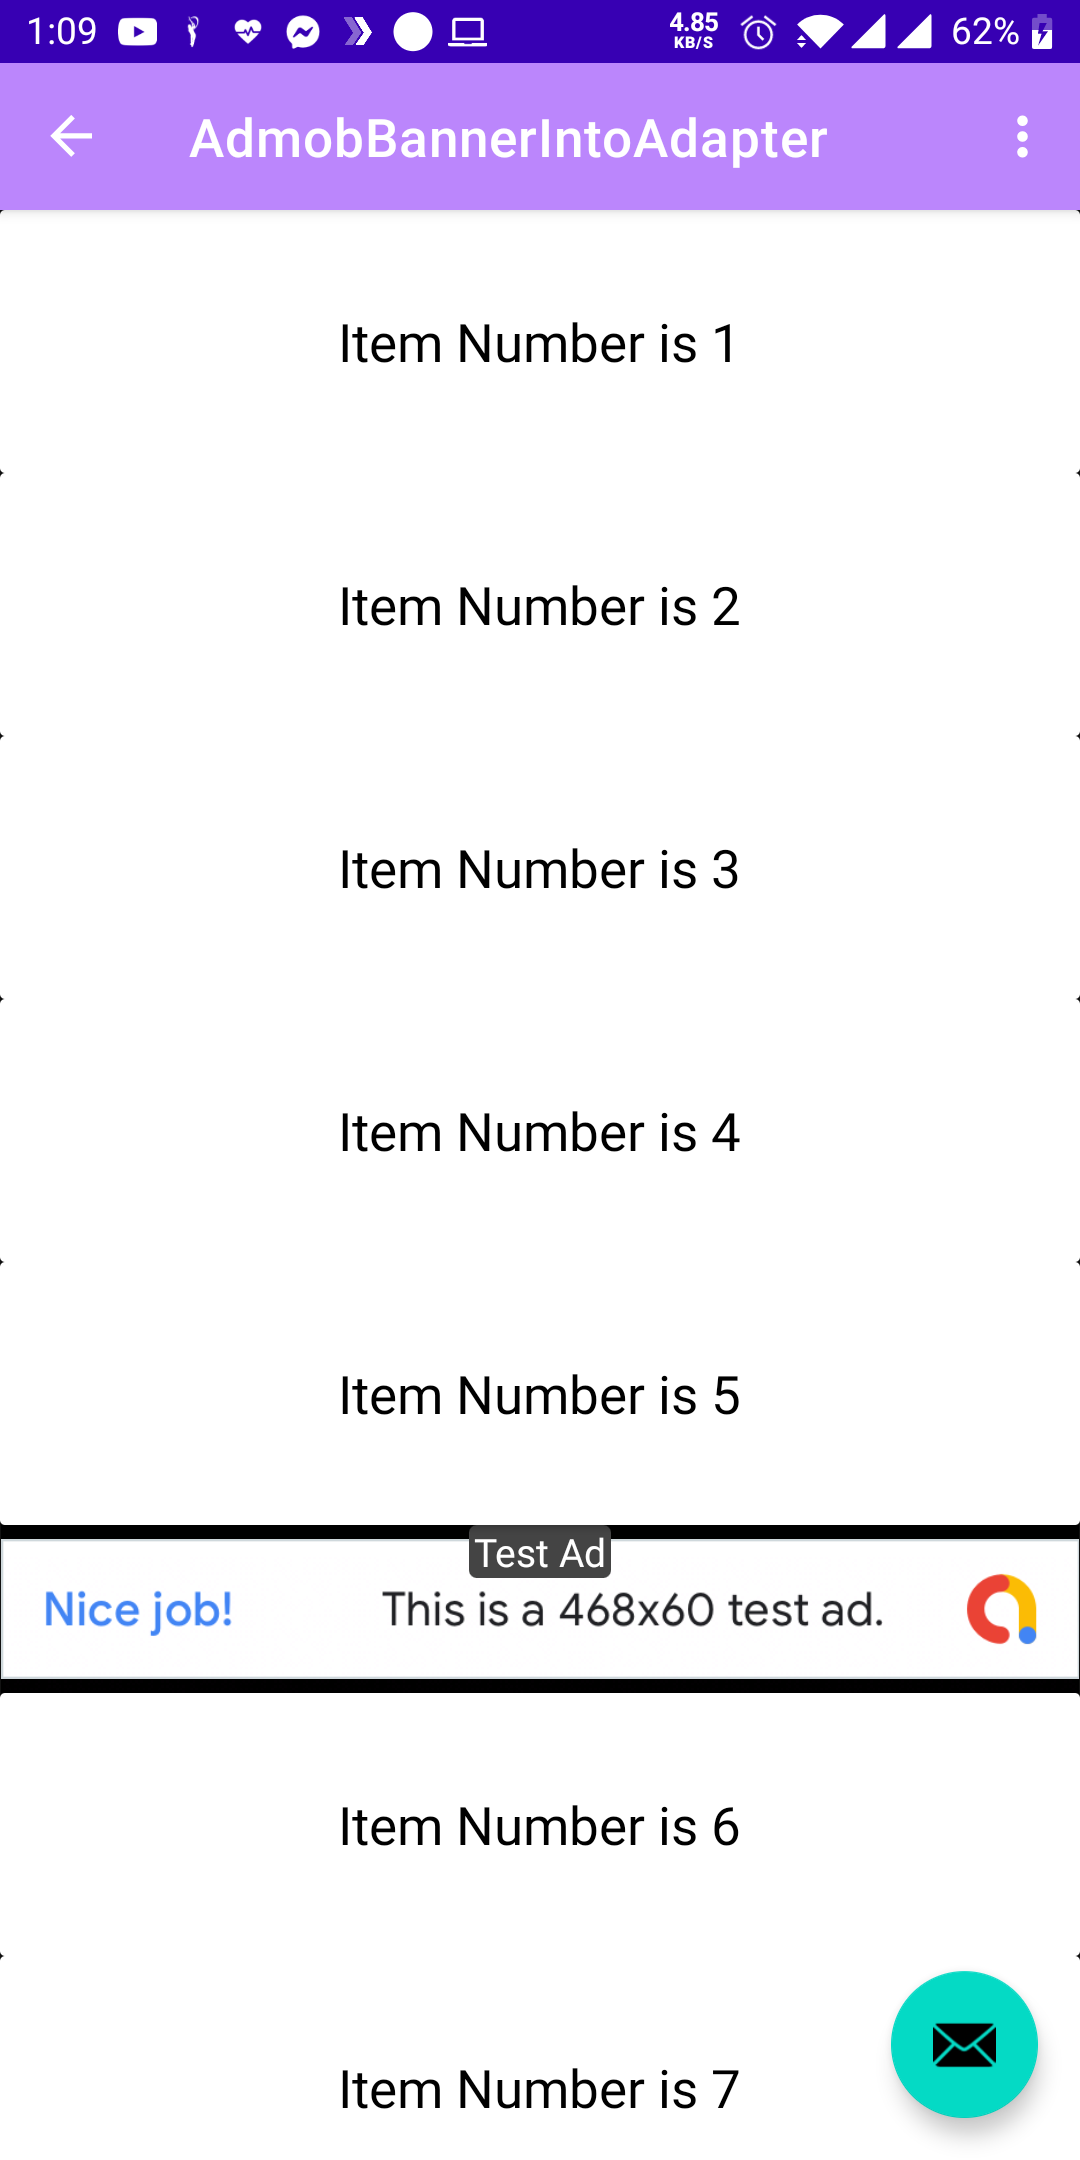 1:09 4.85 KB/S 62%
AdmobBannerIntoAdapter
Item Number is 1
Item Number is 2
Item Number is 3
Item Number is 4
Item Number is 5
Test Ad
Nice job! This is a 468x60 test ad.
Item Number is 6
Item Number is 7